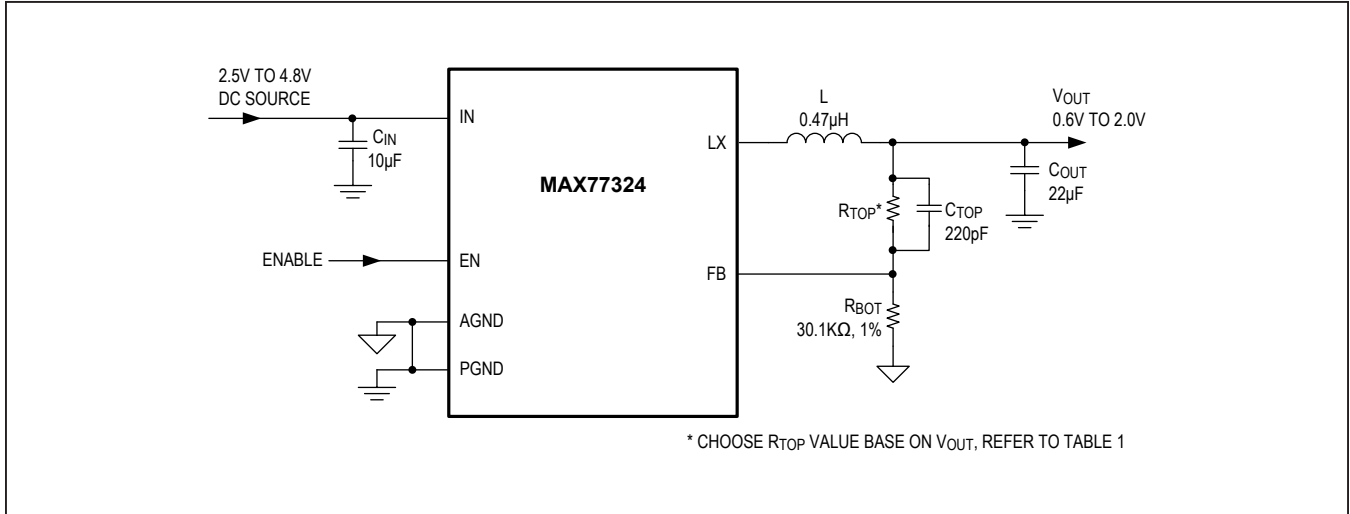 2.5V TO 4.8V
DC SOURCE
IN
CIN
10µF
MAX77324
ENABLE
EN
AGND
PGND
LX
L
0.47µH
VOUT
0.6V TO 2.0V
COUT
22µF
RTOP*
CTOP
220pF
FB
RBOT
30.1KΩ, 1%
* CHOOSE RTOP VALUE BASE ON VOUT, REFER TO TABLE 1